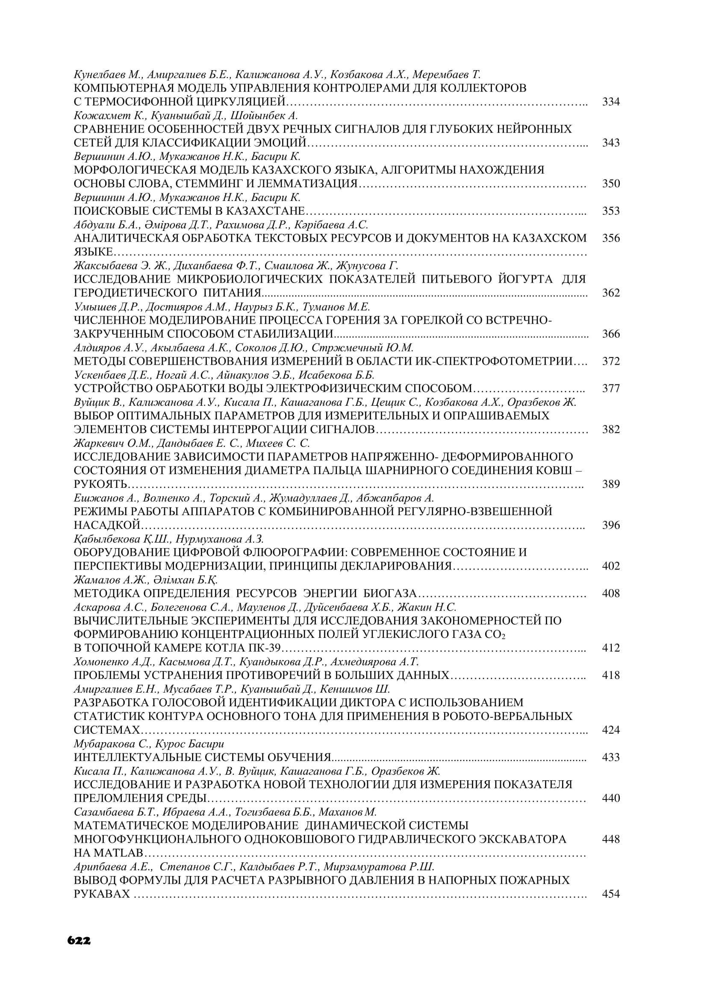 Кунелбаев М., Амиргалиев Б.Е., Калижанова А.У., Козбакова А.Х., Мерембаев Т.
КОМПЬЮТЕРНАЯ МОДЕЛЬ УПРАВЛЕНИЯ КОНТРОЛЕРАМИ ДЛЯ КОЛЛЕКТОРОВ
С ТЕРМОСИФОННОЙ ЦИРКУЛЯЦИЕЙ……………………………………………………………….. 334
Кожахмет К., Куанышбай Д., Шойынбек А.
СРАВНЕНИЕ ОСОБЕННОСТЕЙ ДВУХ РЕЧНЫХ СИГНАЛОВ ДЛЯ ГЛУБОКИХ НЕЙРОННЫХ
СЕТЕЙ ДЛЯ КЛАССИФИКАЦИИ ЭМОЦИЙ…………………………………………………………... 343
Вершинин А.Ю., Мукажанов Н.К., Басири К.
МОРФОЛОГИЧЕСКАЯ МОДЕЛЬ КАЗАХСКОГО ЯЗЫКА, АЛГОРИТМЫ НАХОЖДЕНИЯ
ОСНОВЫ СЛОВА, СТЕММИНГ И ЛЕММАТИЗАЦИЯ…………………………………………………. 350
Вершинин А.Ю., Мукажанов Н.К., Басири К.
ПОИСКОВЫЕ СИСТЕМЫ В КАЗАХСТАНЕ…………………………………………………………... 353
Абдуали Б.А., Әмірова Д.Т., Рахимова Д.Р., Кәрібаева А.С.
АНАЛИТИЧЕСКАЯ ОБРАБОТКА ТЕКСТОВЫХ РЕСУРСОВ И ДОКУМЕНТОВ НА КАЗАХСКОМ 356
ЯЗЫКЕ…………………………………………………………………………………………………………
Жаксыбаева Э. Ж., Диханбаева Ф.Т., Смаилова Ж., Жунусова Г.
ИССЛЕДОВАНИЕ МИКРОБИОЛОГИЧЕСКИХ ПОКАЗАТЕЛЕЙ ПИТЬЕВОГО ЙОГУРТА ДЛЯ
ГЕРОДИЕТИЧЕСКОГО ПИТАНИЯ............................................................................................................ 362
Умышев Д.Р., Достияров А.М., Наурыз Б.К., Туманов М.Е.
ЧИСЛЕННОЕ МОДЕЛИРОВАНИЕ ПРОЦЕССА ГОРЕНИЯ ЗА ГОРЕЛКОЙ СО ВСТРЕЧНО-
ЗАКРУЧЕННЫМ СПОСОБОМ СТАБИЛИЗАЦИИ.................................................................................... 366
Алдияров А.У., Акылбаева А.К., Соколов Д.Ю., Стржмечный Ю.М.
МЕТОДЫ СОВЕРШЕНСТВОВАНИЯ ИЗМЕРЕНИЙ В ОБЛАСТИ ИК-СПЕКТРОФОТОМЕТРИИ…. 372
Ускенбаев Д.Е., Ногай А.С., Айнакулов Э.Б., Исабекова Б.Б.
УСТРОЙСТВО ОБРАБОТКИ ВОДЫ ЭЛЕКТРОФИЗИЧЕСКИМ СПОСОБОМ……………………….. 377
Вуйцик В., Калижанова А.У., Кисала П., Кашаганова Г.Б., Цещик С., Козбакова А.Х., Оразбеков Ж.
ВЫБОР ОПТИМАЛЬНЫХ ПАРАМЕТРОВ ДЛЯ ИЗМЕРИТЕЛЬНЫХ И ОПРАШИВАЕМЫХ
ЭЛЕМЕНТОВ СИСТЕМЫ ИНТЕРРОГАЦИИ СИГНАЛОВ……………………………………………… 382
Жаркевич О.М., Дандыбаев Е. С., Михеев С. С.
ИССЛЕДОВАНИЕ ЗАВИСИМОСТИ ПАРАМЕТРОВ НАПРЯЖЕННО- ДЕФОРМИРОВАННОГО
СОСТОЯНИЯ ОТ ИЗМЕНЕНИЯ ДИАМЕТРА ПАЛЬЦА ШАРНИРНОГО СОЕДИНЕНИЯ КОВШ –
РУКОЯТЬ…………………………………………………………………………………………………….. 389
Ешжанов А., Волненко А., Торский А., Жумадуллаев Д., Абжапбаров А.
РЕЖИМЫ РАБОТЫ АППАРАТОВ С КОМБИНИРОВАННОЙ РЕГУЛЯРНО-ВЗВЕШЕННОЙ
НАСАДКОЙ………………………………………………………………………………………………….. 396
Қабылбекова Қ.Ш., Нурмуханова А.З.
ОБОРУДОВАНИЕ ЦИФРОВОЙ ФЛЮОРОГРАФИИ: СОВРЕМЕННОЕ СОСТОЯНИЕ И
ПЕРСПЕКТИВЫ МОДЕРНИЗАЦИИ, ПРИНЦИПЫ ДЕКЛАРИРОВАНИЯ…………………………….. 402
Жамалов А.Ж., Әлімхан Б.Қ.
МЕТОДИКА ОПРЕДЕЛЕНИЯ РЕСУРСОВ ЭНЕРГИИ БИОГАЗА……………………………………. 408
Аскарова А.С., Болегенова С.А., Мауленов Д., Дуйсенбаева Х.Б., Жакин Н.С.
ВЫЧИСЛИТЕЛЬНЫЕ ЭКСПЕРИМЕНТЫ ДЛЯ ИССЛЕДОВАНИЯ ЗАКОНОМЕРНОСТЕЙ ПО
ФОРМИРОВАНИЮ КОНЦЕНТРАЦИОННЫХ ПОЛЕЙ УГЛЕКИСЛОГО ГАЗА СО₂
В ТОПОЧНОЙ КАМЕРЕ КОТЛА ПК-39………………………………………………………………... 412
Хомоненко А.Д., Касымова Д.Т., Куандыкова Д.Р., Ахмедиярова А.Т.
ПРОБЛЕМЫ УСТРАНЕНИЯ ПРОТИВОРЕЧИЙ В БОЛЬШИХ ДАННЫХ…………………………….. 418
Амиргалиев Е.Н., Мусабаев Т.Р., Куанышбай Д., Кеншимов Ш.
РАЗРАБОТКА ГОЛОСОВОЙ ИДЕНТИФИКАЦИИ ДИКТОРА С ИСПОЛЬЗОВАНИЕМ
СТАТИСТИК КОНТУРА ОСНОВНОГО ТОНА ДЛЯ ПРИМЕНЕНИЯ В РОБОТО-ВЕРБАЛЬНЫХ
СИСТЕМАХ…………………………………………………………………………………………………... 424
Мубаракова С., Курос Басири
ИНТЕЛЛЕКТУАЛЬНЫЕ СИСТЕМЫ ОБУЧЕНИЯ.................................................................................... 433
Кисала П., Калижанова А.У., В. Вуйцик, Кашаганова Г.Б., Оразбеков Ж.
ИССЛЕДОВАНИЕ И РАЗРАБОТКА НОВОЙ ТЕХНОЛОГИИ ДЛЯ ИЗМЕРЕНИЯ ПОКАЗАТЕЛЯ
ПРЕЛОМЛЕНИЯ СРЕДЫ…………………………………………………………………………………… 440
Сазамбаева Б.Т., Ибраева А.А., Тогизбаева Б.Б., Маханов М.
МАТЕМАТИЧЕСКОЕ МОДЕЛИРОВАНИЕ ДИНАМИЧЕСКОЙ СИСТЕМЫ
МНОГОФУНКЦИОНАЛЬНОГО ОДНОКОВШОВОГО ГИДРАВЛИЧЕСКОГО ЭКСКАВАТОРА 448
НА MATLAB………………………………………………………………………………………………….
Арипбаева А.Е., Степанов С.Г., Калдыбаев Р.Т., Мирзамуратова Р.Ш.
ВЫВОД ФОРМУЛЫ ДЛЯ РАСЧЕТА РАЗРЫВНОГО ДАВЛЕНИЯ В НАПОРНЫХ ПОЖАРНЫХ
РУКАВАХ ……………………………………………………………………………………………………. 454
622